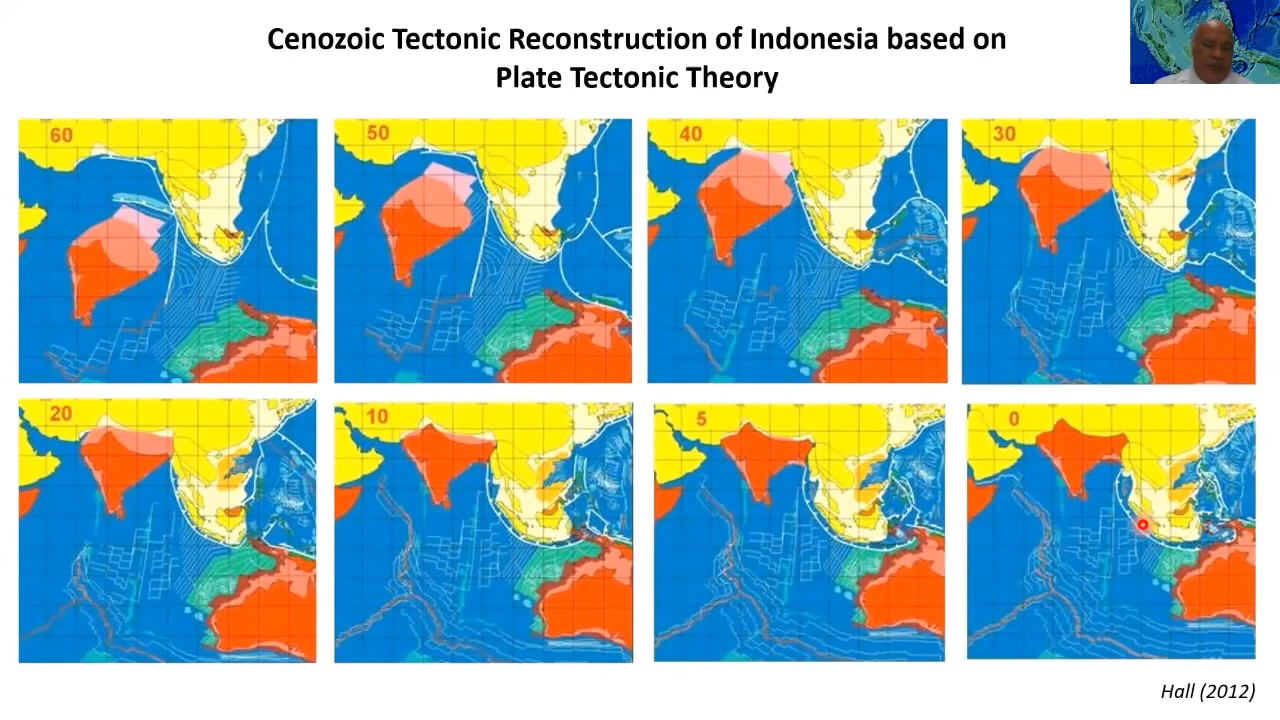 Cenozoic Tectonic Reconstruction of Indonesia based on
Plate Tectonic Theory
60
50
40
30
20
10
5
0
Hall (2012)